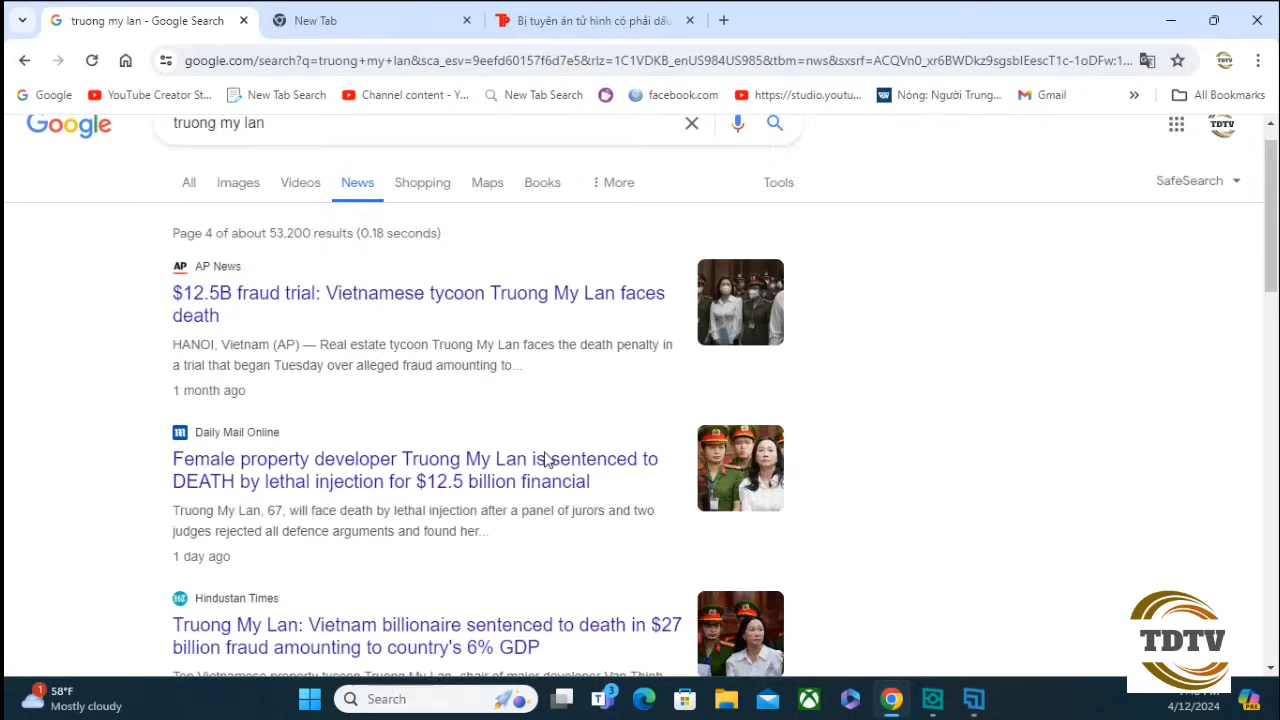 truong my lan - Google Search
New Tab
Bị tuyên án tử hình có phải dấu
google.com/search?q=truong+my+lan&sca_esv=9eefd60157f6d7e5&rlz=1C1VDKB_enUS984US985&tbm=nws&sxsrf=ACQVn0_xr6BWDkz9sgsbIEescT1c-1oDFw:1...
Google
YouTube Creator St...
New Tab Search
Channel content - Y...
New Tab Search
facebook.com
https://studio.youtu...
Nóng: Người Trung...
Gmail
All Bookmarks
Google
truong my lan
TDTV
All
Images
Videos
News
Shopping
Maps
Books
More
Tools
SafeSearch
Page 4 of about 53,200 results (0.18 seconds)
AP AP News
$12.5B fraud trial: Vietnamese tycoon Truong My Lan faces
death
HANOI, Vietnam (AP) — Real estate tycoon Truong My Lan faces the death penalty in
a trial that began Tuesday over alleged fraud amounting to...
1 month ago
Daily Mail Online
Female property developer Truong My Lan is sentenced to
DEATH by lethal injection for $12.5 billion financial
Truong My Lan, 67, will face death by lethal injection after a panel of jurors and two
judges rejected all defence arguments and found her...
1 day ago
Hindustan Times
Truong My Lan: Vietnam billionaire sentenced to death in $27
billion fraud amounting to country's 6% GDP
TDTV
1
58°F
Mostly cloudy
Search
3
4/12/2024
PRE